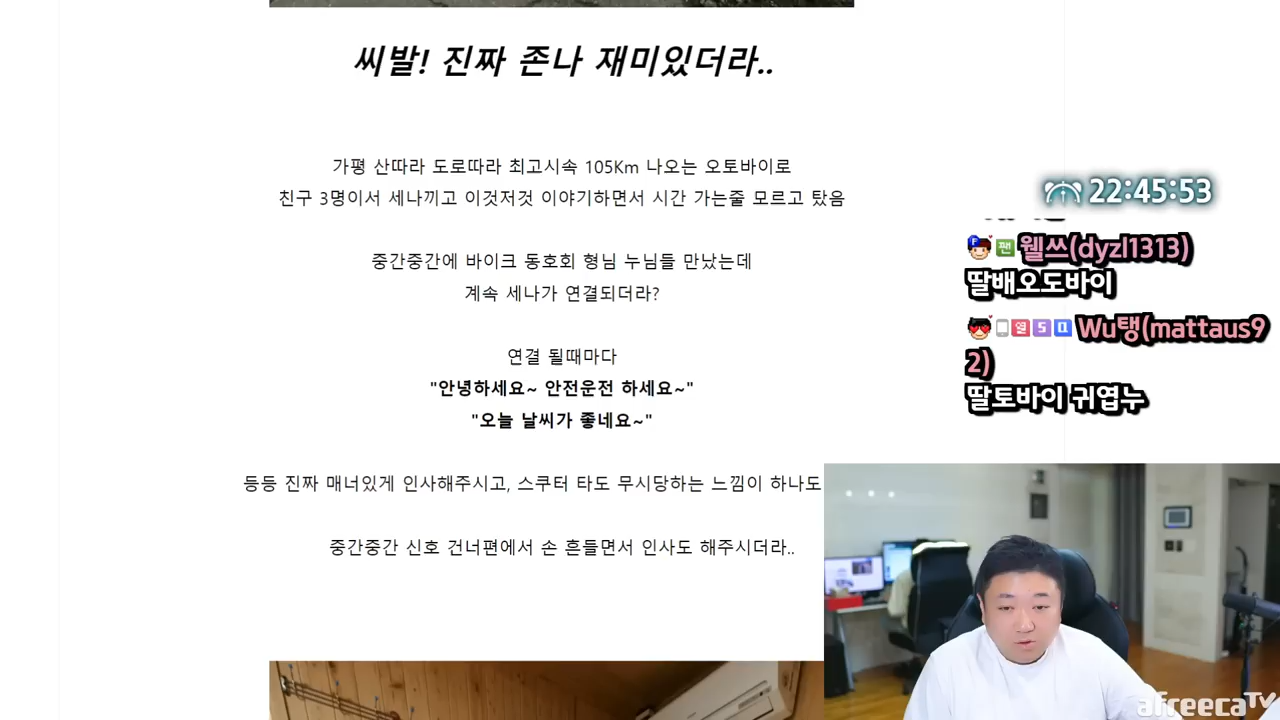 씨발! 진짜 존나 재미있더라..
가평 산따라 도로따라 최고시속 105Km 나오는 오토바이로
친구 3명이서 세나끼고 이것저것 이야기하면서 시간 가는줄 모르고 탔음
중간중간에 바이크 동호회 형님 누님들 만났는데
계속 세나가 연결되더라?
연결 될때마다
"안녕하세요~ 안전운전 하세요~"
"오늘 날씨가 좋네요~"
등등 진짜 매너있게 인사해주시고, 스쿠터 타도 무시당하는 느낌이 하나도
중간중간 신호 건너편에서 손 흔들면서 인사도 해주시더라..
22:45:53
F 팬 웰쓰(dyzl1313)
딸배오도바이
열 5 Wu탱(mattaus9
2)
딸토바이 귀엽누
afreecaTV